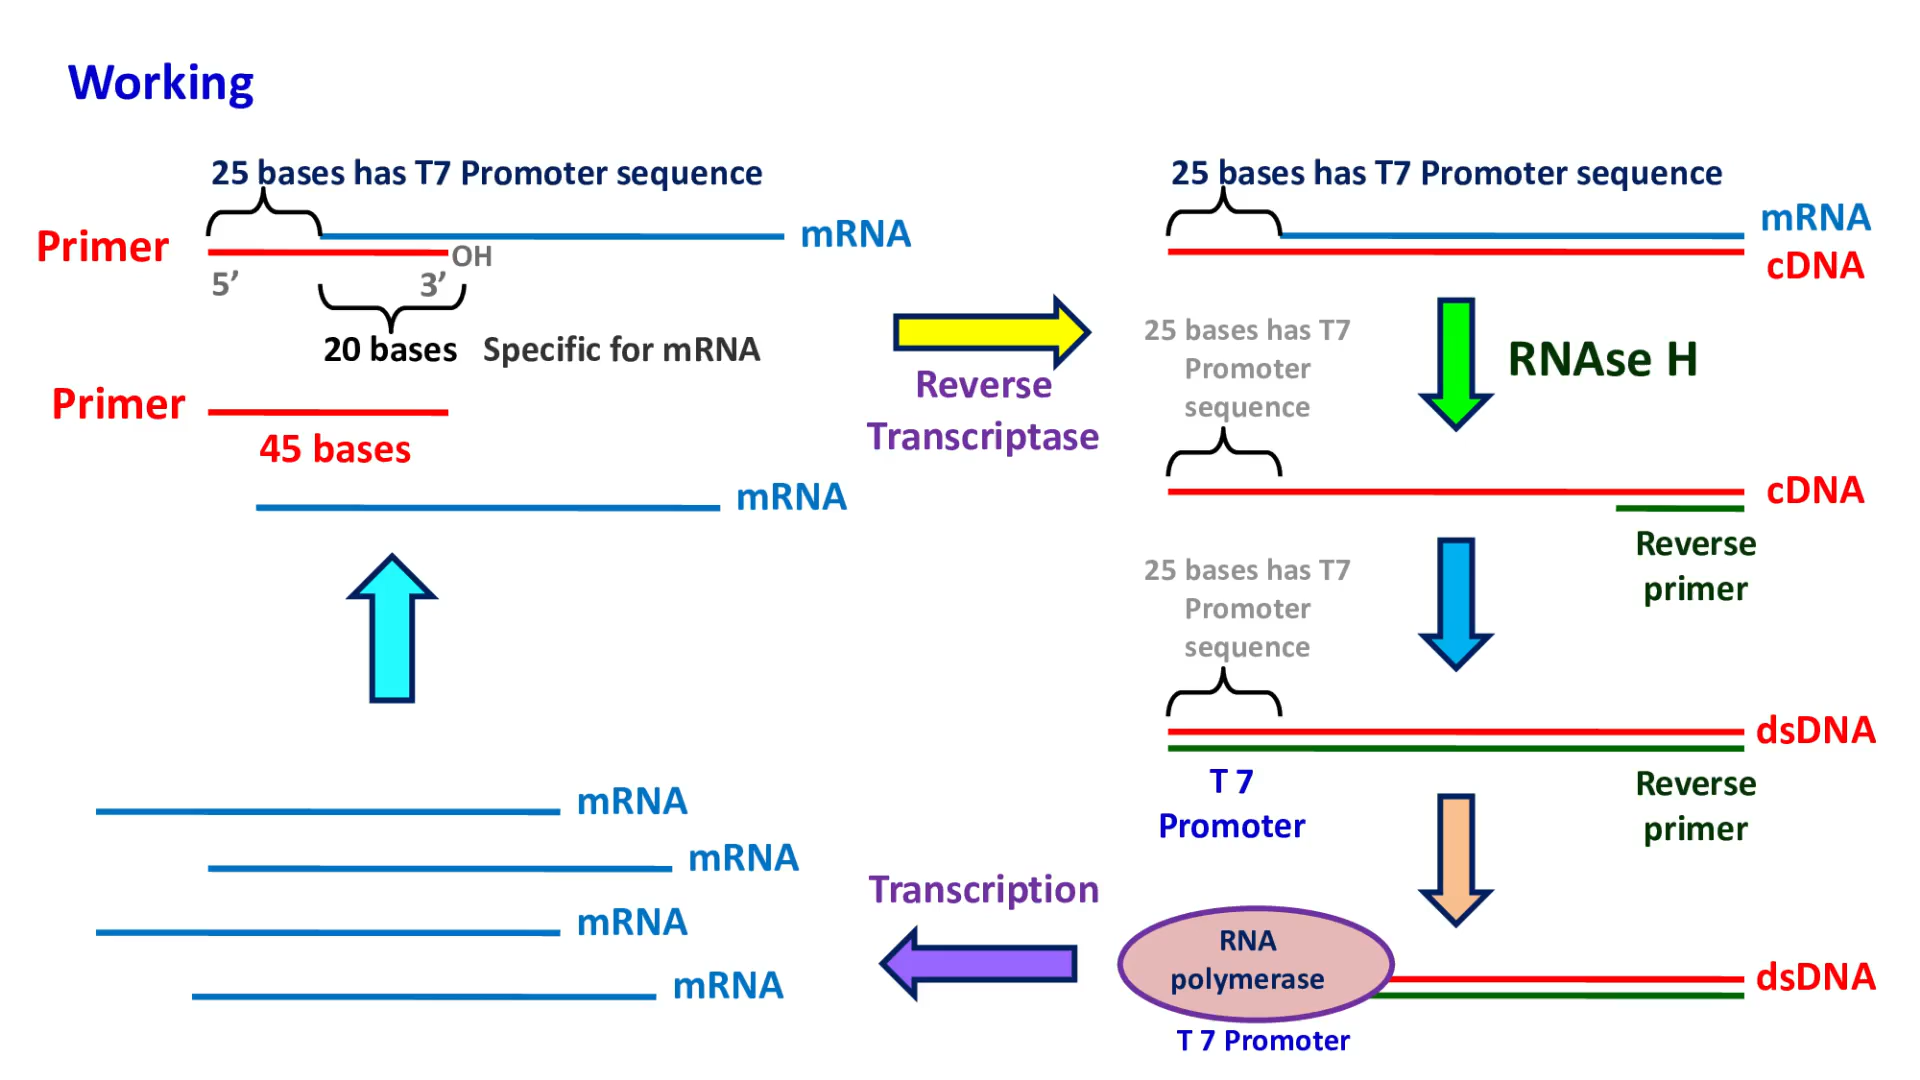 Working
25 bases has T7 Promoter sequence
Primer
mRNA
OH
5’
3’
20 bases
Specific for mRNA
Primer
45 bases
mRNA
Reverse
Transcriptase
25 bases has T7 Promoter sequence
mRNA
cDNA
RNAse H
25 bases has T7
Promoter
sequence
cDNA
Reverse
primer
25 bases has T7
Promoter
sequence
dsDNA
T 7
Promoter
Reverse
primer
RNA
polymerase
dsDNA
T 7 Promoter
Transcription
mRNA
mRNA
mRNA
mRNA